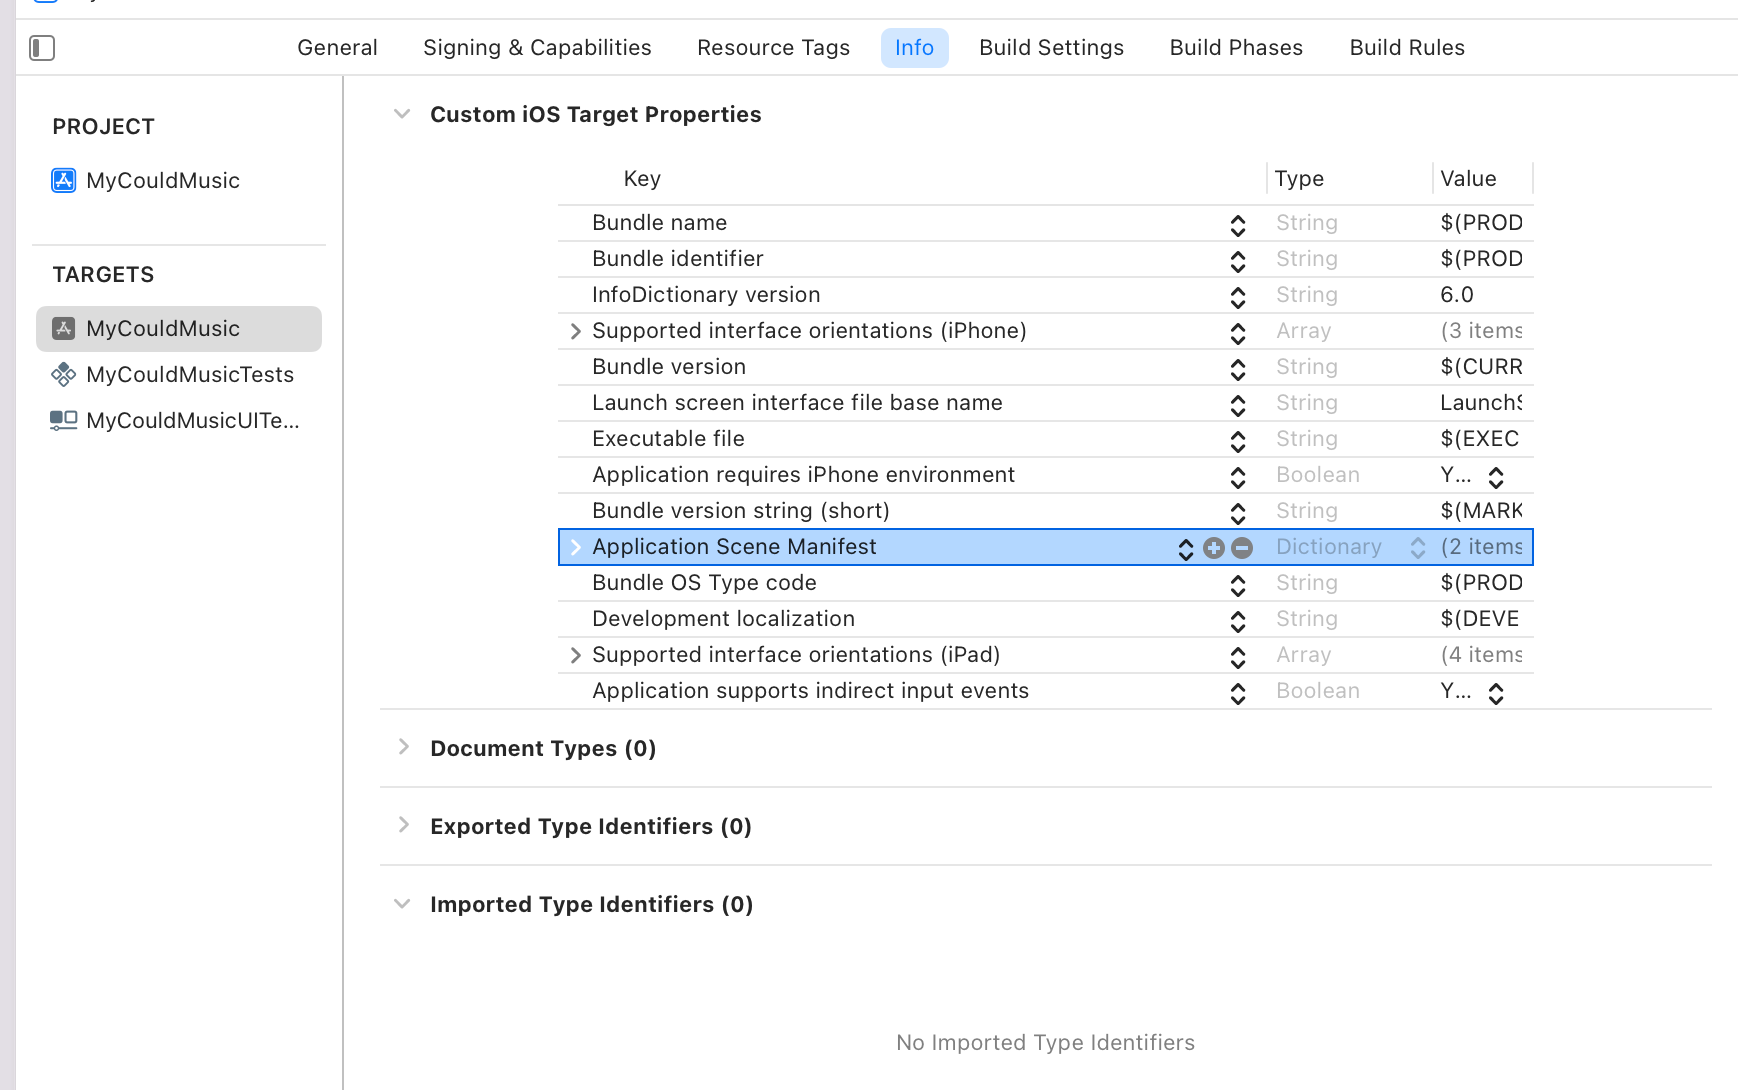 General Signing & Capabilities Resource Tags Info Build Settings Build Phases Build Rules
PROJECT
MyCouldMusic
TARGETS
MyCouldMusic
MyCouldMusicTests
MyCouldMusicUITe...
Custom iOS Target Properties
Key Type Value
Bundle name String $(PROD
Bundle identifier String $(PROD
InfoDictionary version String 6.0
Supported interface orientations (iPhone) Array (3 items
Bundle version String $(CURR
Launch screen interface file base name String LaunchS
Executable file String $(EXEC
Application requires iPhone environment Boolean Y...
Bundle version string (short) String $(MARK
Application Scene Manifest Dictionary (2 items
Bundle OS Type code String $(PROD
Development localization String $(DEVE
Supported interface orientations (iPad) Array (4 items
Application supports indirect input events Boolean Y...
Document Types (0)
Exported Type Identifiers (0)
Imported Type Identifiers (0)
No Imported Type Identifiers